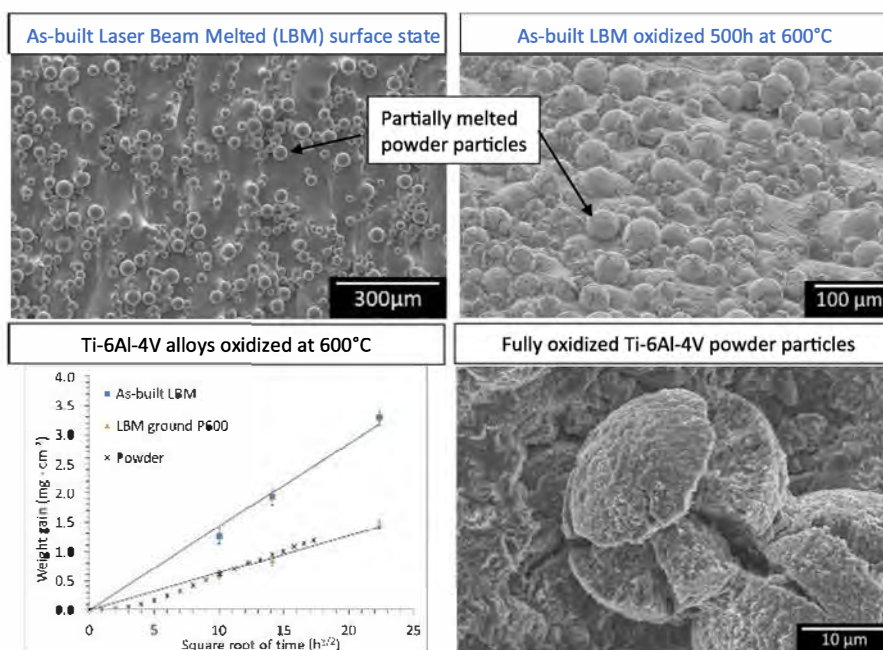 As-built Laser Beam Melted (LBM) surface state
As-built LBM oxidized 500h at 600°C
Partially melted
powder particles
300µm
100 µm
Ti-6Al-4V alloys oxidized at 600°C
Fully oxidized Ti-6Al-4V powder particles
4.0
3.5
3.0
2.5
2.0
1.5
1.0
0.5
0.0
As-built LBM
LBM ground P600
Powder
Weight gain (mg · cm⁻²)
0
5
10
15
20
25
Square root of time (h¹/²)
10 µm